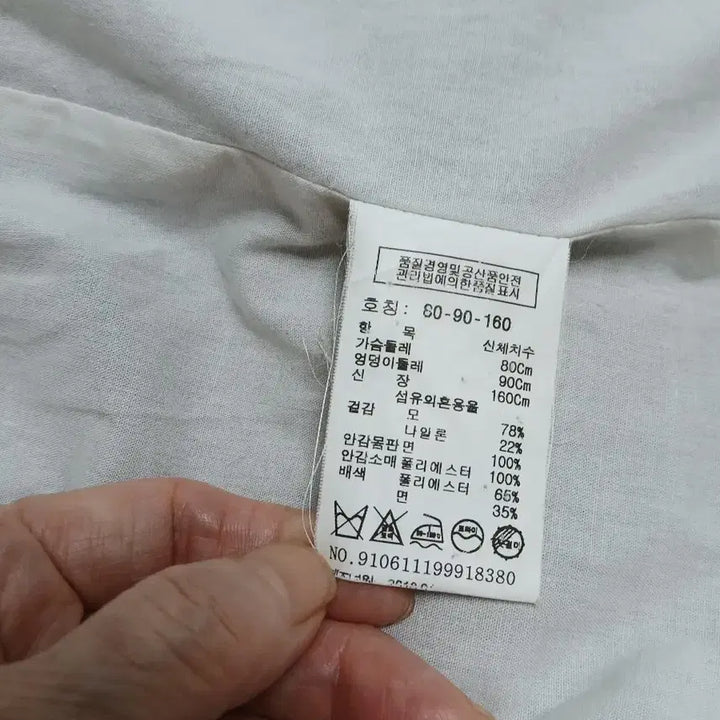 품질경영및공산품안전
관리법에의한품질표시
호칭: 80-90-160
항 목 신체치수
가슴둘레 80Cm
엉덩이둘레 90Cm
신 장 160Cm
섬유의혼용율
겉감 모 78%
나일론 22%
안감몸판 면 100%
안감소매 폴리에스터 100%
배색 폴리에스터 65%
면 35%
NO.910611199918380